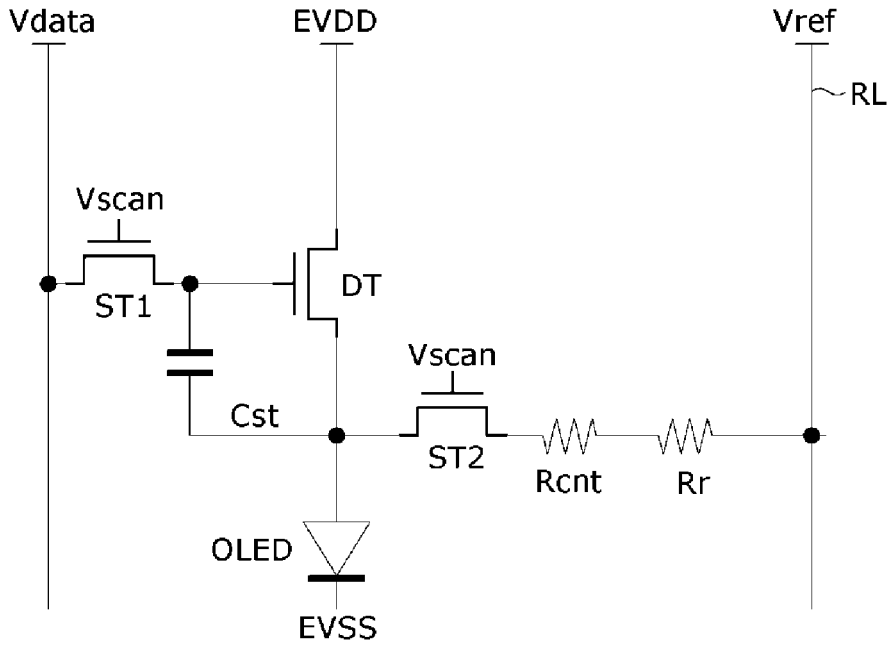 Vdata
EVDD
Vref
RL
Vscan
ST1
DT
Vscan
Cst
ST2
Rcnt
Rr
OLED
EVSS